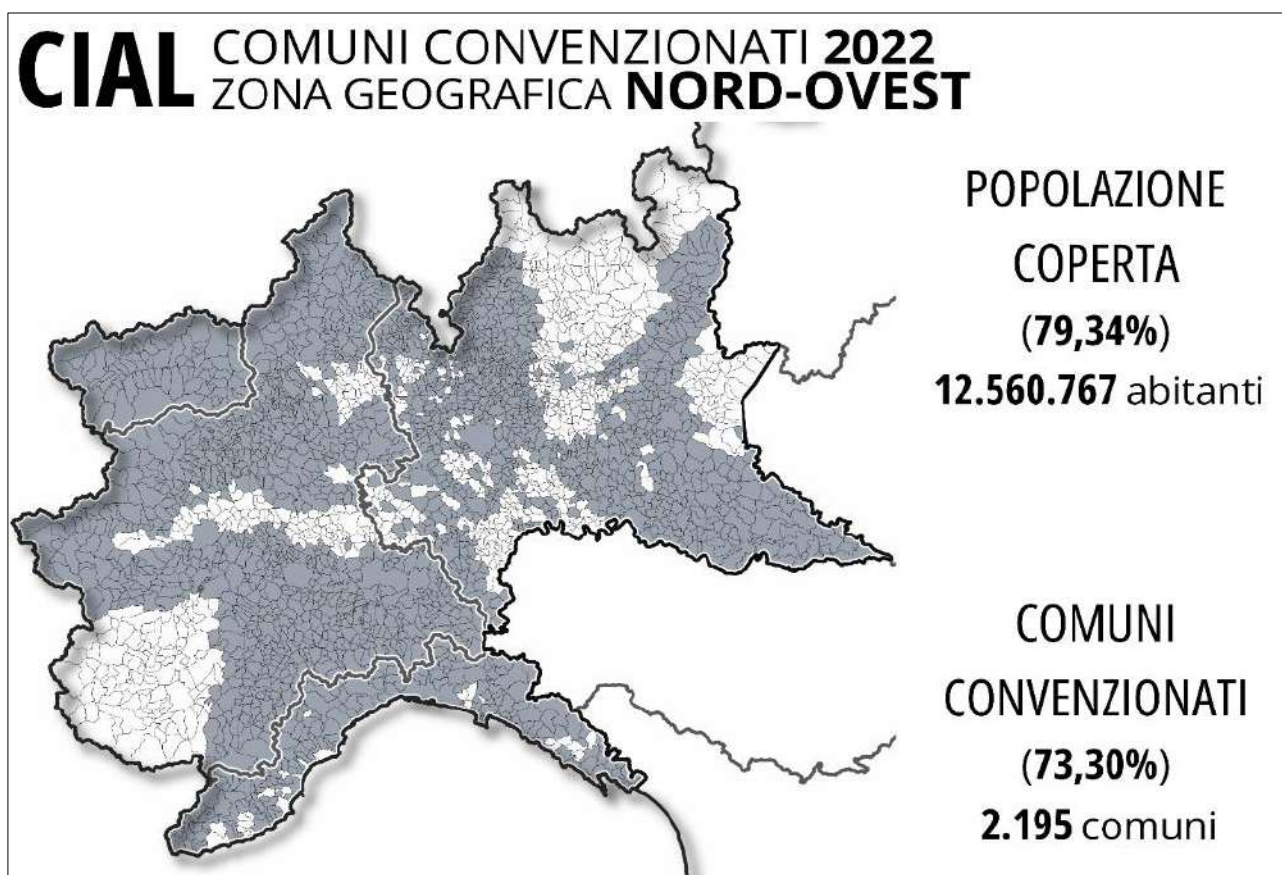 CIAL COMUNI CONVENZIONATI 2022
ZONA GEOGRAFICA NORD-OVEST
POPOLAZIONE
COPERTA
(79,34%)
12.560.767 abitanti
COMUNI
CONVENZIONATI
(73,30%)
2.195 comuni